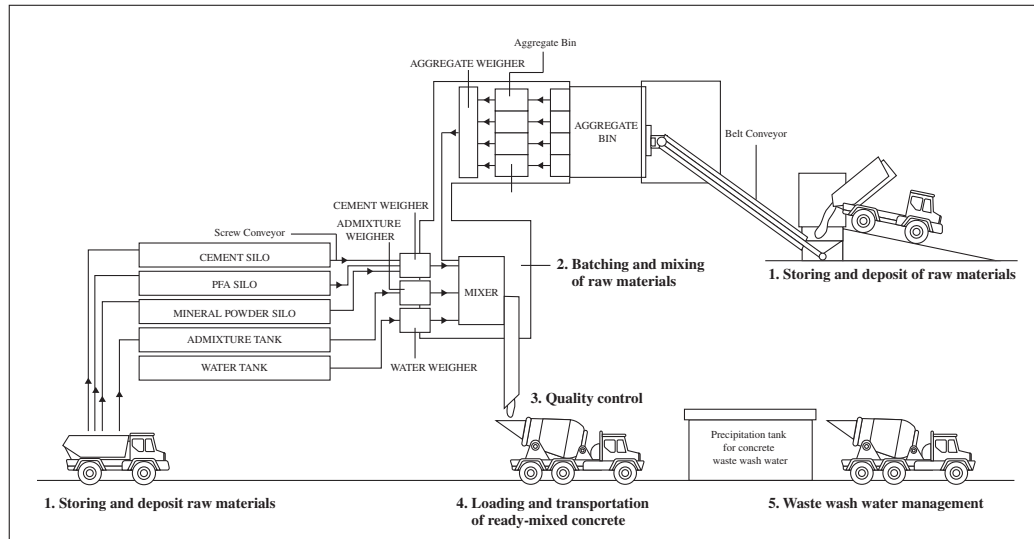 Aggregate Bin
AGGREGATE WEIGHER
AGGREGATE
BIN
Belt Conveyor
CEMENT WEIGHER
ADMIXTURE
WEIGHER
Screw Conveyor
CEMENT SILO
PFA SILO
MINERAL POWDER SILO
ADMIXTURE TANK
WATER TANK
MIXER
WATER WEIGHER
2. Batching and mixing
of raw materials
1. Storing and deposit of raw materials
3. Quality control
Precipitation tank
for concrete
waste wash water
1. Storing and deposit raw materials
4. Loading and transportation
of ready-mixed concrete
5. Waste wash water management